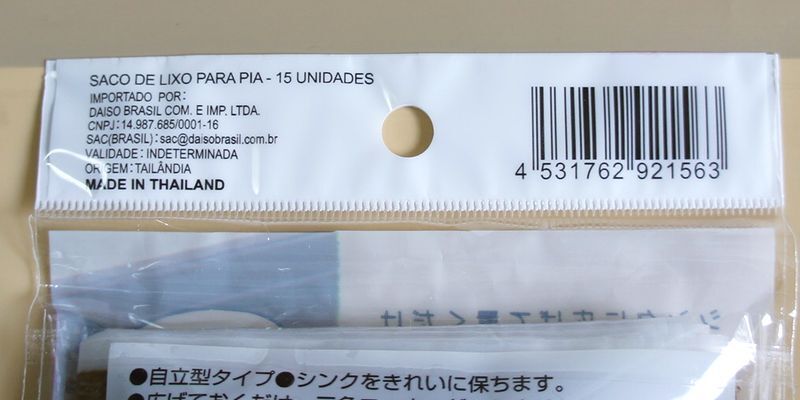 SACO DE LIXO PARA PIA - 15 UNIDADES
IMPORTADO POR:
DAISO BRASIL COM. E IMP. LTDA.
CNPJ:14.987.685/0001-16
SAC(BRASIL):sac@daisobrasil.com.br
VALIDADE: INDETERMINADA
ORIGEM:TAILÂNDIA
MADE IN THAILAND
4 531762 921563
●自立型タイプ●シンクをきれいに保ちます。